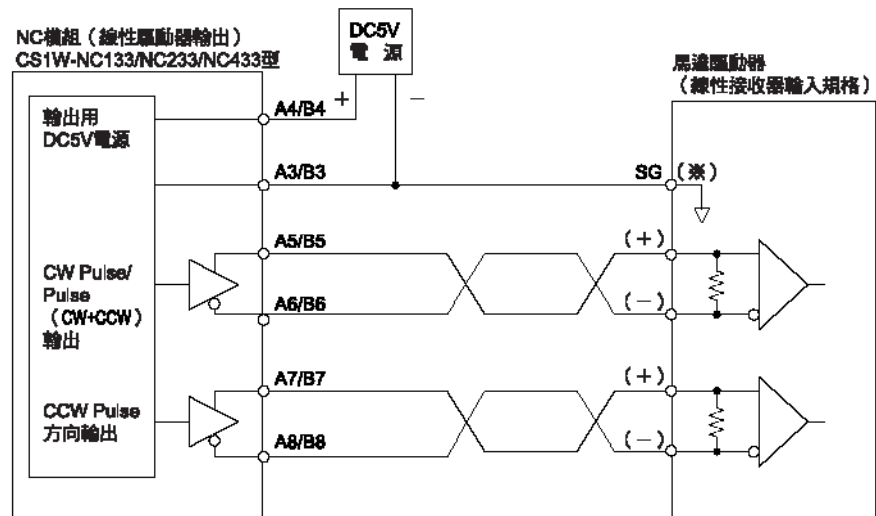 NC模組（線性驅動器輸出）
CS1W-NC133/NC233/NC433型
DC5V
電 源
馬達驅動器
（線性接收器輸入規格）
輸出用
DC5V電源
A4/B4
+
−
A3/B3
SG
(※)
CW Pulse/
Pulse
（CW+CCW）
輸出
A5/B5
(+)
A6/B6
(−)
CCW Pulse
方向輸出
A7/B7
(+)
A8/B8
(−)